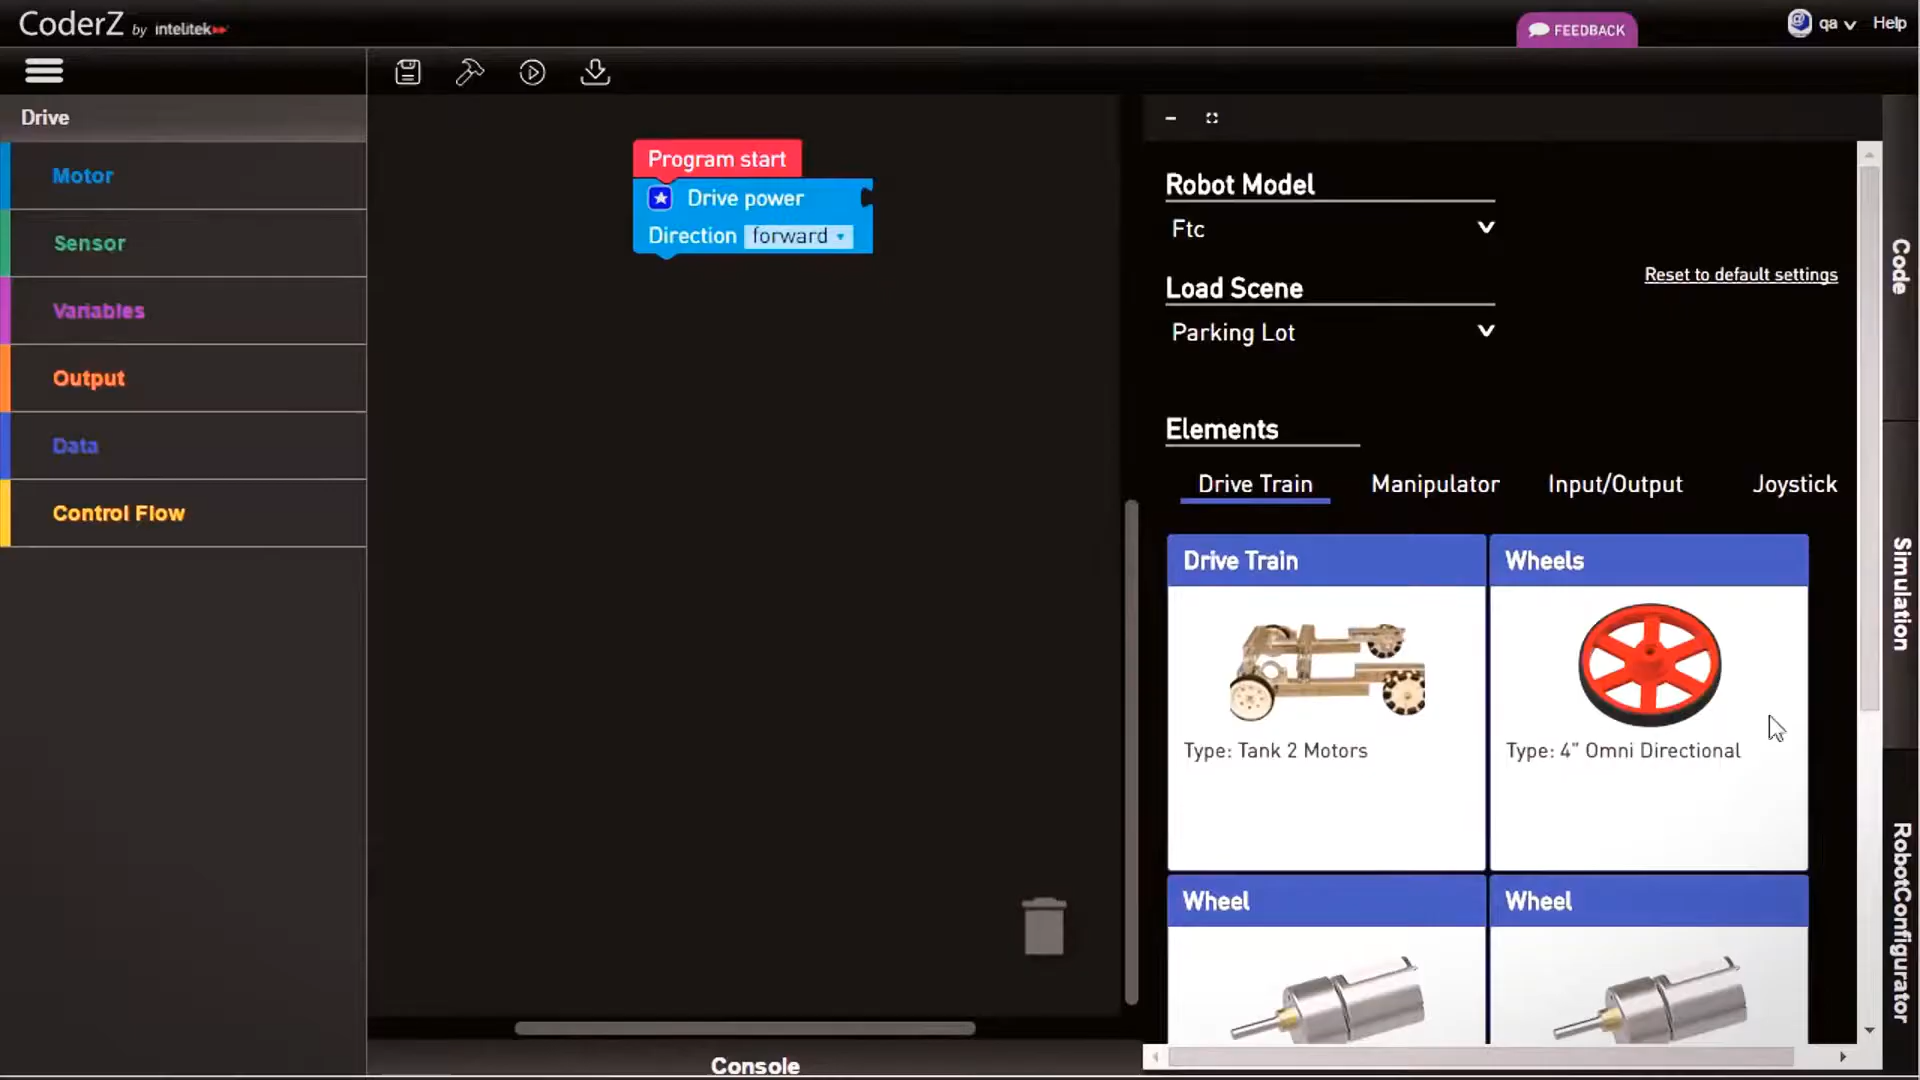 CoderZ by intelitek
FEEDBACK
qa
Help
Drive
Motor
Sensor
Variables
Output
Data
Control Flow
Program start
Drive power
Direction forward
Console
Robot Model
Ftc
Reset to default settings
Load Scene
Parking Lot
Elements
Drive Train
Manipulator
Input/Output
Joystick
Drive Train
Wheels
Type: Tank 2 Motors
Type: 4" Omni Directional
Wheel
Wheel
Code
Simulation
RobotConfigurator